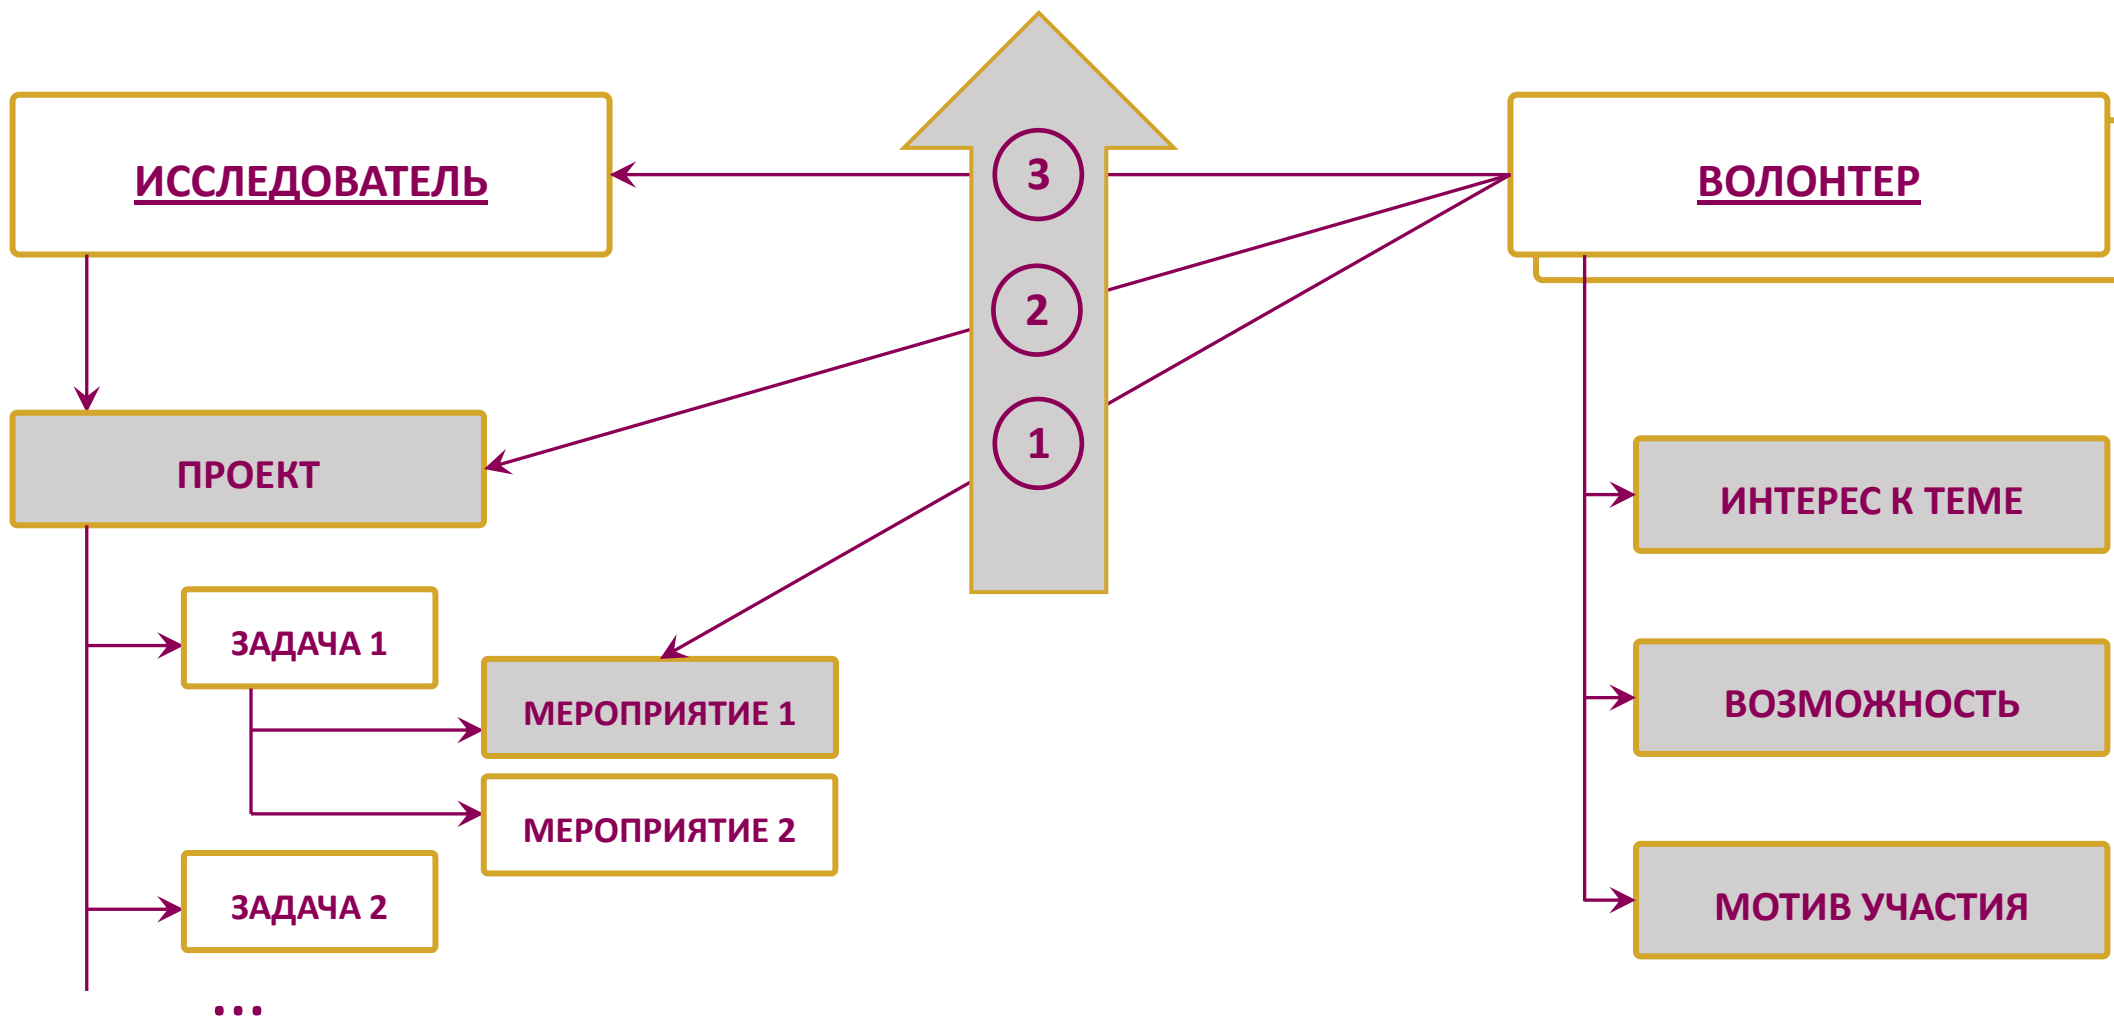 ИССЛЕДОВАТЕЛЬ
3
ВОЛОНТЕР
2
1
ПРОЕКТ
ИНТЕРЕС К ТЕМЕ
ЗАДАЧА 1
МЕРОПРИЯТИЕ 1
ВОЗМОЖНОСТЬ
МЕРОПРИЯТИЕ 2
ЗАДАЧА 2
МОТИВ УЧАСТИЯ
...